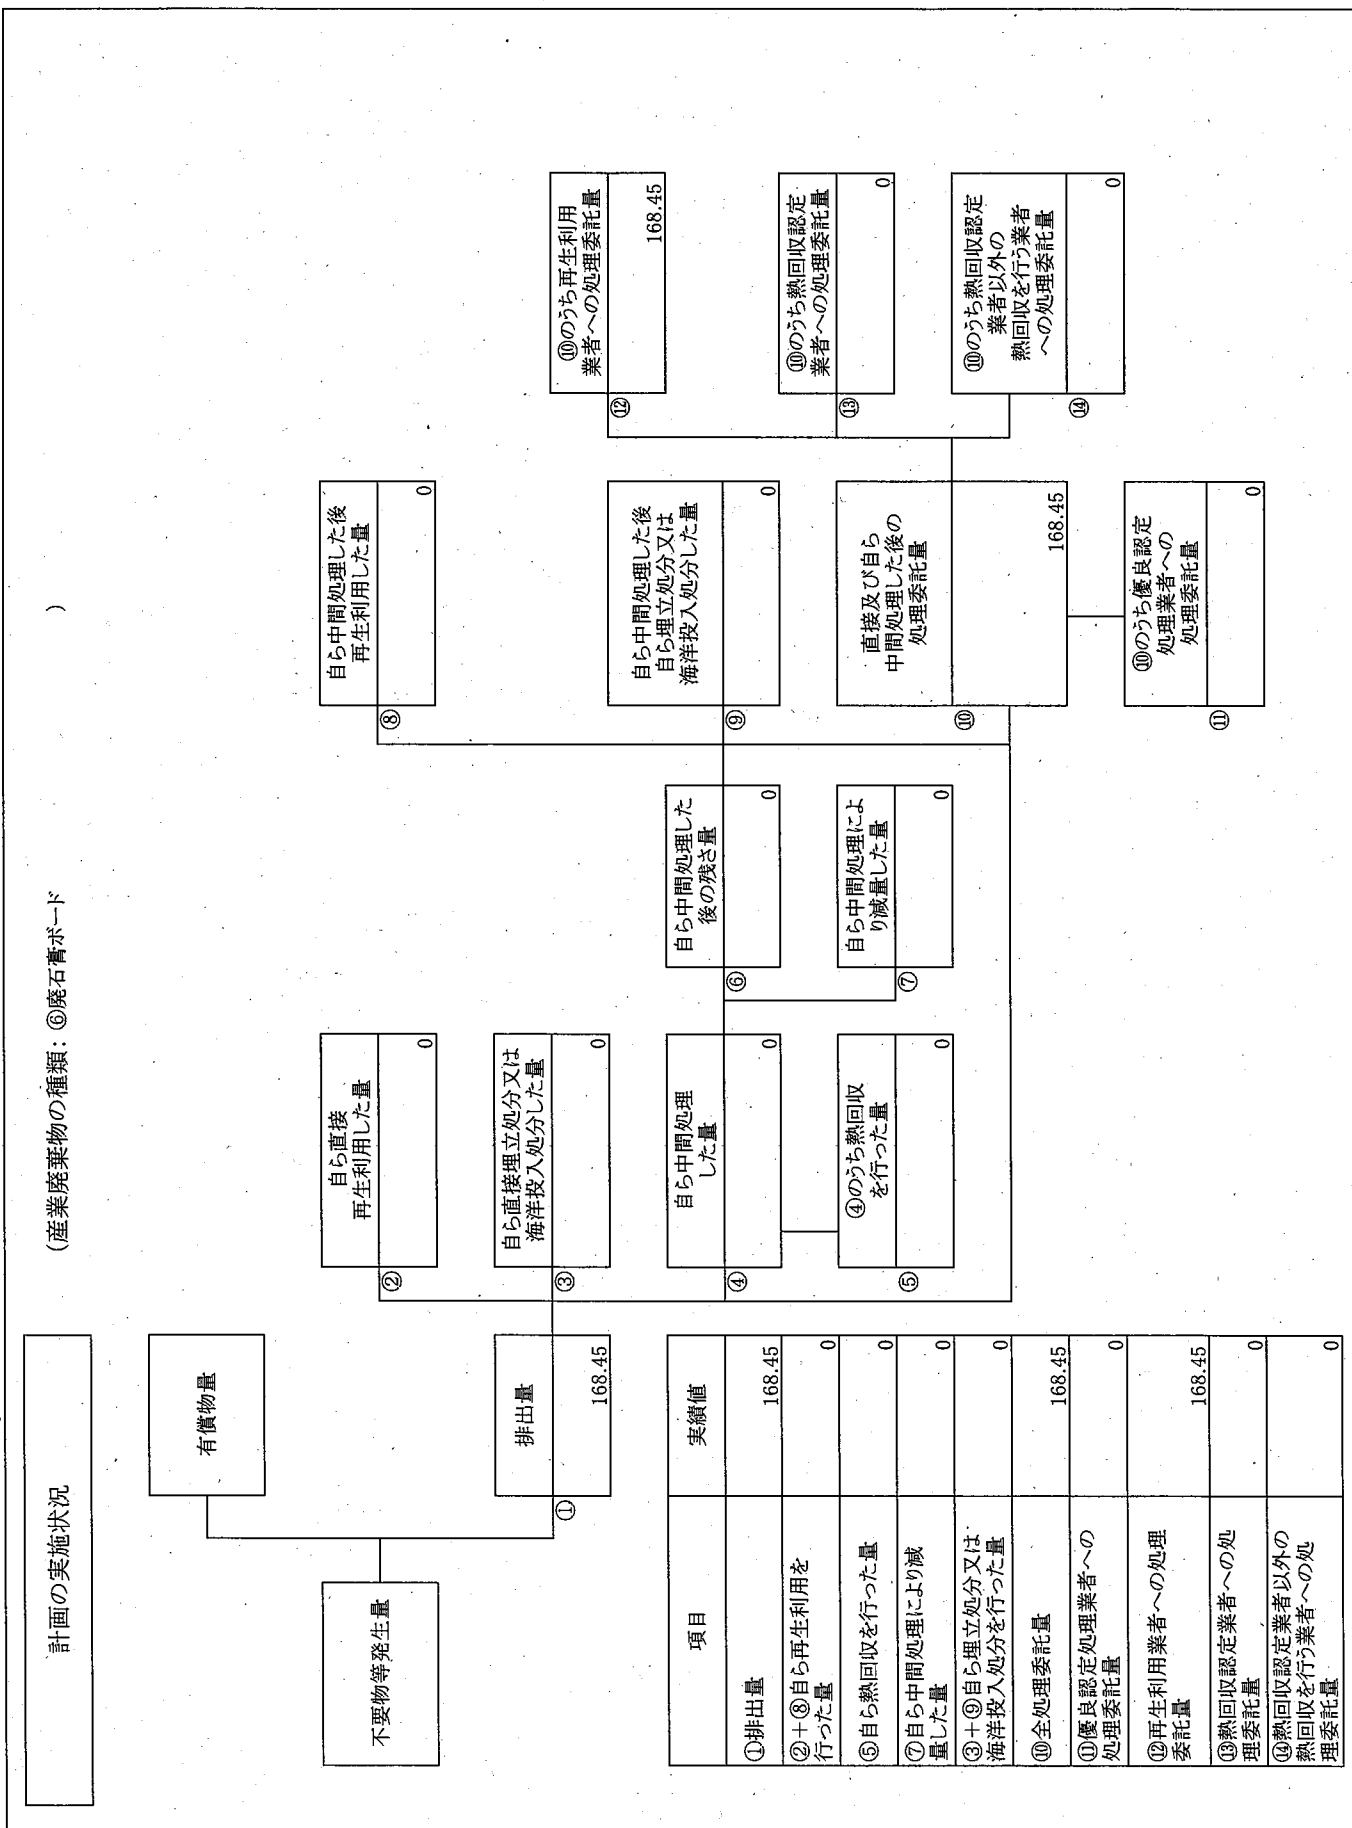 計画の実施状況
(産業廃棄物の種類：⑥廃石膏ボード　　　)
不要物等発生量
有償物量
①
排出量
168.45
②
自ら直接
再生利用した量
0
③
自ら直接埋立処分又は
海洋投入処分した量
0
④
自ら中間処理
した量
0
⑤
④のうち熱回収
を行った量
0
⑥
自ら中間処理した
後の残さ量
0
⑦
自ら中間処理によ
り減量した量
0
⑧
自ら中間処理した後
再生利用した量
0
⑨
自ら中間処理した後
自ら埋立処分又は
海洋投入処分した量
0
⑩
直接及び自ら
中間処理した後の
処理委託量
168.45
⑪
⑩のうち優良認定
処理業者への
処理委託量
0
⑫
⑩のうち再生利用
業者への処理委託量
168.45
⑬
⑩のうち熱回収認定
業者への処理委託量
0
⑭
⑩のうち熱回収認定
業者以外の
熱回収を行う業者
への処理委託量
0
項目　実績値
①排出量　168.45
②＋⑧自ら再生利用を
行った量　0
⑤自ら熱回収を行った量　0
⑦自ら中間処理により減
量した量　0
③＋⑨自ら埋立処分又は
海洋投入処分を行った量　0
⑩全処理委託量　168.45
⑪優良認定処理業者への
処理委託量　0
⑫再生利用業者への処理
委託量　168.45
⑬熱回収認定業者への処
理委託量　0
⑭熱回収認定業者以外の
熱回収を行う業者への処
理委託量　0